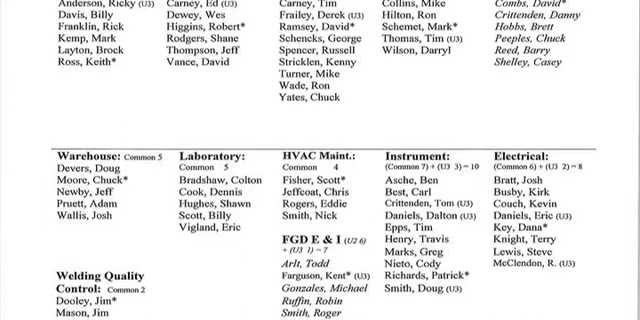 Anderson, Ricky (U3)
Davis, Billy
Franklin, Rick
Kemp, Mark
Layton, Brock
Ross, Keith*
Carney, Ed (U3)
Dewey, Wes
Higgins, Robert*
Rodgers, Shane
Thompson, Jeff
Vance, David
Carney, Tim
Frailey, Derek (U3)
Ramsey, David*
Schencks, George
Spencer, Russell
Stricklen, Kenny
Turner, Mike
Wade, Ron
Yates, Chuck
Collins, Mike
Hilton, Ron
Schemet, Mark*
Thomas, Tim (U3)
Wilson, Darryl
Combs, David*
Crittenden, Danny
Hobbs, Brett
Peeples, Chuck
Reed, Barry
Shelley, Casey
Warehouse: Common 5
Devers, Doug
Moore, Chuck*
Newby, Jeff
Pruett, Adam
Wallis, Josh
Welding Quality
Control: Common 2
Dooley, Jim*
Mason, Jim
Laboratory:
Common 5
Bradshaw, Colton
Cook, Dennis
Hughes, Shawn
Scott, Billy
Vigland, Eric
HVAC Maint.:
Common 4
Fisher, Scott*
Jeffcoat, Chris
Rogers, Eddie
Smith, Nick
FGD E & I (U2 6)
+ (U3 1) = 7
Arlt, Todd
Farguson, Kent* (U3)
Gonzales, Michael
Ruffin, Robin
Smith, Roger
Instrument:
(Common 7) + (U3 3) = 10
Asche, Ben
Best, Carl
Crittenden, Tom (U3)
Daniels, Dalton (U3)
Epps, Tim
Henry, Travis
Marks, Greg
Nieto, Cody
Richards, Patrick*
Smith, Doug (U3)
Electrical:
(Common 6) + (U3 2) = 8
Bratt, Josh
Busby, Kirk
Couch, Kevin
Daniels, Eric (U3)
Key, Dana*
Knight, Terry
Lewis, Steve
McClendon, R. (U3)